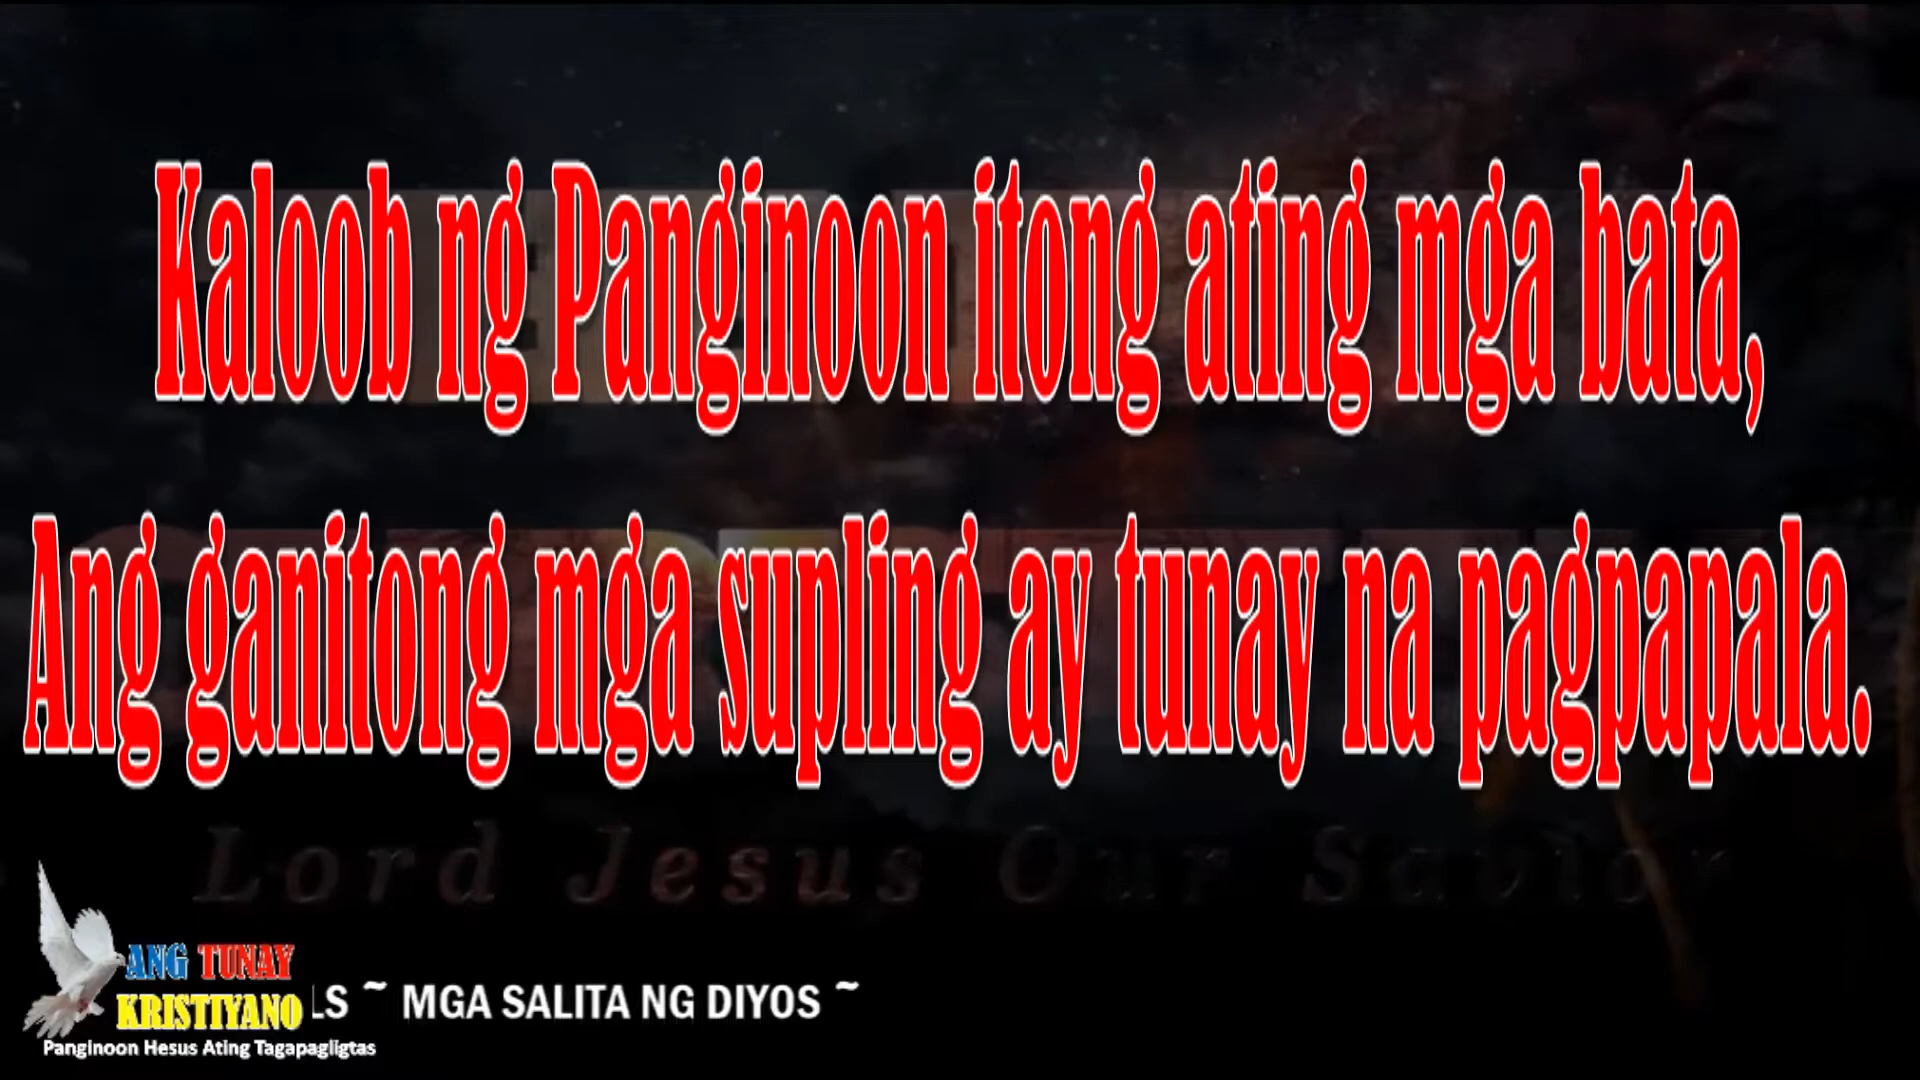 Kaloob ng Panginoon itong ating mga bata,
Ang ganitong mga supling ay tunay na pagpapala.
Lord Jesus Our Savior
ANG TUNAY
KRISTIYANO
LS ~ MGA SALITA NG DIYOS ~
Panginoon Hesus Ating Tagapagligtas